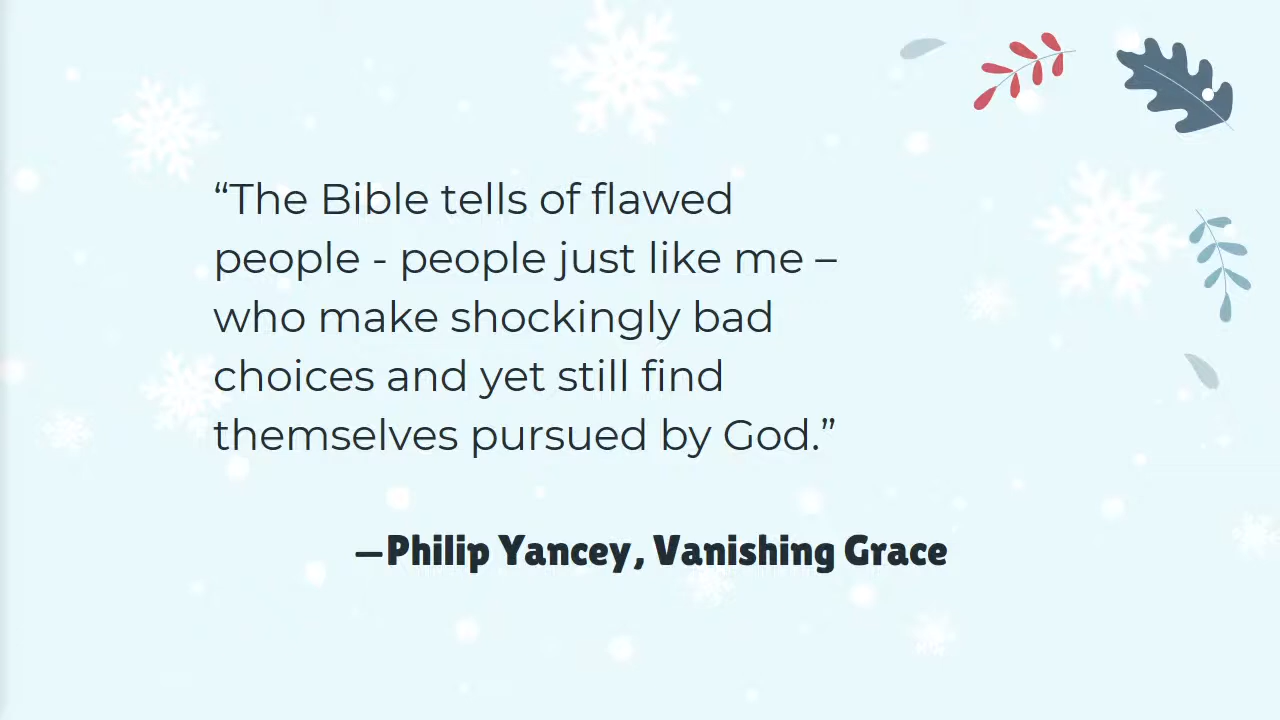 “The Bible tells of flawed
people - people just like me –
who make shockingly bad
choices and yet still find
themselves pursued by God.”
—Philip Yancey, Vanishing Grace